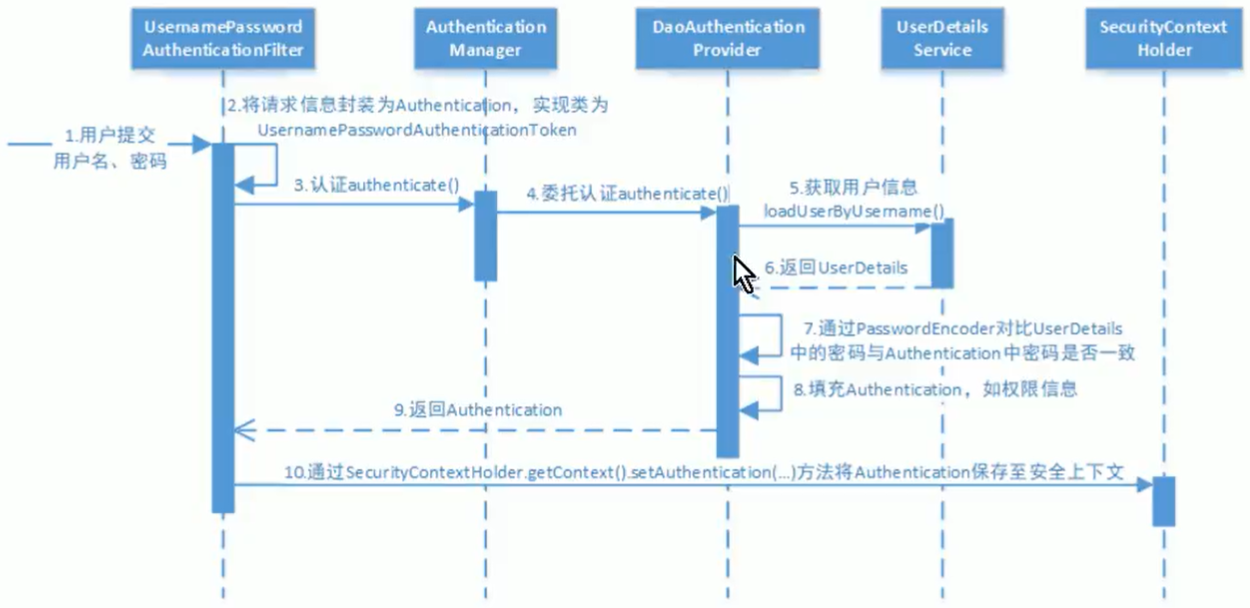 UsernamePassword
AuthenticationFilter
Authentication
Manager
DaoAuthentication
Provider
UserDetails
Service
SecurityContext
Holder
2.将请求信息封装为Authentication，实现类为
UsernamePasswordAuthenticationToken
1.用户提交
用户名、密码
3.认证authenticate()
4.委托认证authenticate()
5.获取用户信息
loadUserByUsername()
6.返回UserDetails
7.通过PasswordEncoder对比UserDetails
中的密码与Authentication中密码是否一致
8.填充Authentication，如权限信息
9.返回Authentication
10.通过SecurityContextHolder.getContext().setAuthentication(...)方法将Authentication保存至安全上下文